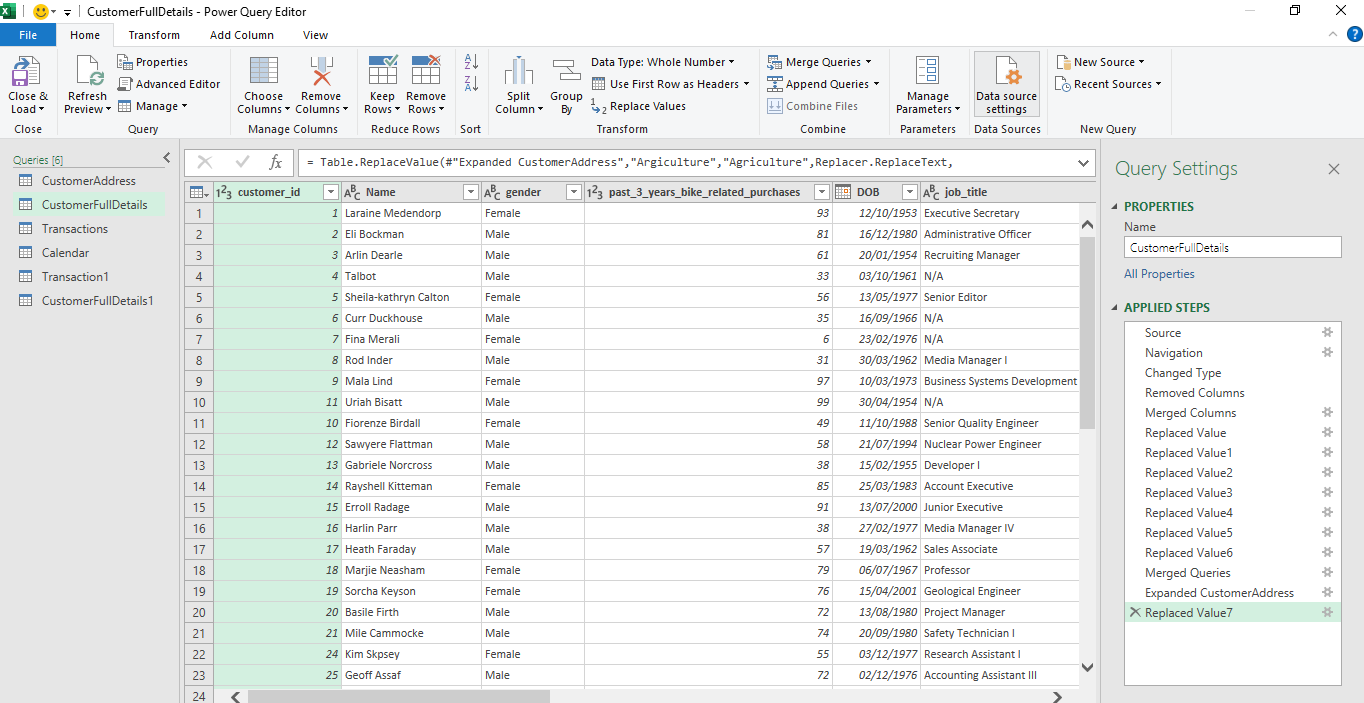 CustomerFullDetails - Power Query Editor
File Home Transform Add Column View
Close & Load
Close
Refresh Preview
Properties
Advanced Editor
Manage
Query
Choose Columns
Remove Columns
Manage Columns
Keep Rows
Remove Rows
Reduce Rows
Sort
Split Column
Group By
Data Type: Whole Number
Use First Row as Headers
Replace Values
Transform
Merge Queries
Append Queries
Combine Files
Combine
Manage Parameters
Parameters
Data source settings
Data Sources
New Source
Recent Sources
New Query
Queries [6]
CustomerAddress
CustomerFullDetails
Transactions
Calendar
Transaction1
CustomerFullDetails1
fx = Table.ReplaceValue(#"Expanded CustomerAddress","Argiculture","Agriculture",Replacer.ReplaceText,
customer_id Name gender past_3_years_bike_related_purchases DOB job_title
1 1 Laraine Medendorp Female 93 12/10/1953 Executive Secretary
2 2 Eli Bockman Male 81 16/12/1980 Administrative Officer
3 3 Arlin Dearle Male 61 20/01/1954 Recruiting Manager
4 4 Talbot Male 33 03/10/1961 N/A
5 5 Sheila-kathryn Calton Female 56 13/05/1977 Senior Editor
6 6 Curr Duckhouse Male 35 16/09/1966 N/A
7 7 Fina Merali Female 6 23/02/1976 N/A
8 8 Rod Inder Male 31 30/03/1962 Media Manager I
9 9 Mala Lind Female 97 10/03/1973 Business Systems Development
10 11 Uriah Bisatt Male 99 30/04/1954 N/A
11 10 Fiorenze Birdall Female 49 11/10/1988 Senior Quality Engineer
12 12 Sawyere Flattman Male 58 21/07/1994 Nuclear Power Engineer
13 13 Gabriele Norcross Male 38 15/02/1955 Developer I
14 14 Rayshell Kitteman Female 85 25/03/1983 Account Executive
15 15 Erroll Radage Male 91 13/07/2000 Junior Executive
16 16 Harlin Parr Male 38 27/02/1977 Media Manager IV
17 17 Heath Faraday Male 57 19/03/1962 Sales Associate
18 18 Marjie Neasham Female 79 06/07/1967 Professor
19 19 Sorcha Keyson Female 76 15/04/2001 Geological Engineer
20 20 Basile Firth Male 72 13/08/1980 Project Manager
21 21 Mile Cammocke Male 74 20/09/1980 Safety Technician I
22 24 Kim Skpsey Female 55 03/12/1977 Research Assistant I
23 25 Geoff Assaf Male 72 02/12/1976 Accounting Assistant III
24
Query Settings
PROPERTIES
Name
CustomerFullDetails
All Properties
APPLIED STEPS
Source
Navigation
Changed Type
Removed Columns
Merged Columns
Replaced Value
Replaced Value1
Replaced Value2
Replaced Value3
Replaced Value4
Replaced Value5
Replaced Value6
Merged Queries
Expanded CustomerAddress
Replaced Value7